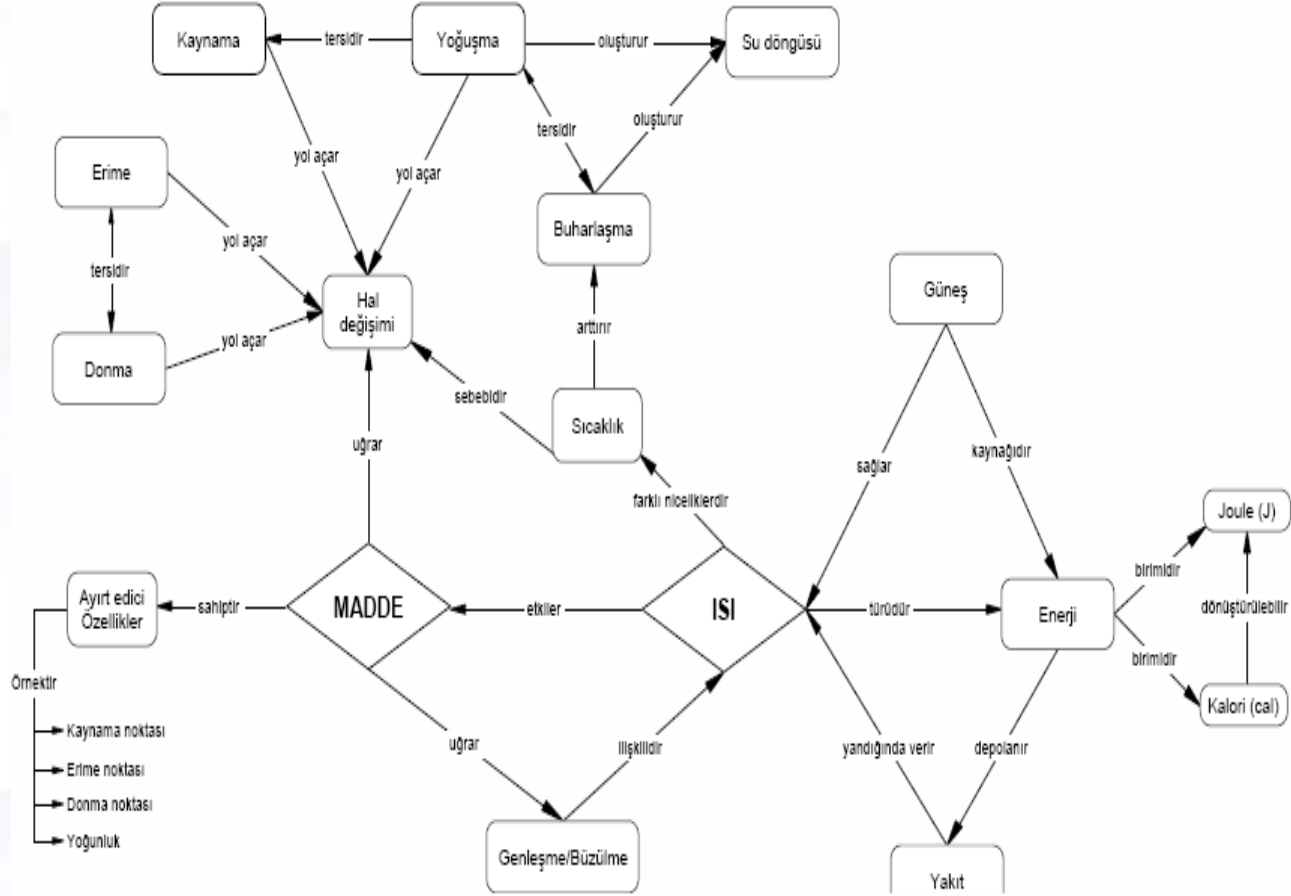 Kaynama
tersidir
Yoğuşma
oluşturur
Su döngüsü
tersidir
oluşturur
yol açar
yol açar
Erime
Buharlaşma
yol açar
tersidir
Hal
değişimi
Güneş
arttırır
yol açar
Donma
sebebidir
Sıcaklık
uğrar
sağlar
kaynağıdır
farklı niceliklerdir
Joule (J)
birimidir
Ayırt edici
Özellikler
sahiptir
MADDE
etkiler
ISI
türüdür
Enerji
dönüştürülebilir
birimidir
Örnektir
Kalori (cal)
Kaynama noktası
uğrar
ilişkilidir
yandığında verir
depolanır
Erime noktası
Donma noktası
Yoğunluk
Genleşme/Büzülme
Yakıt